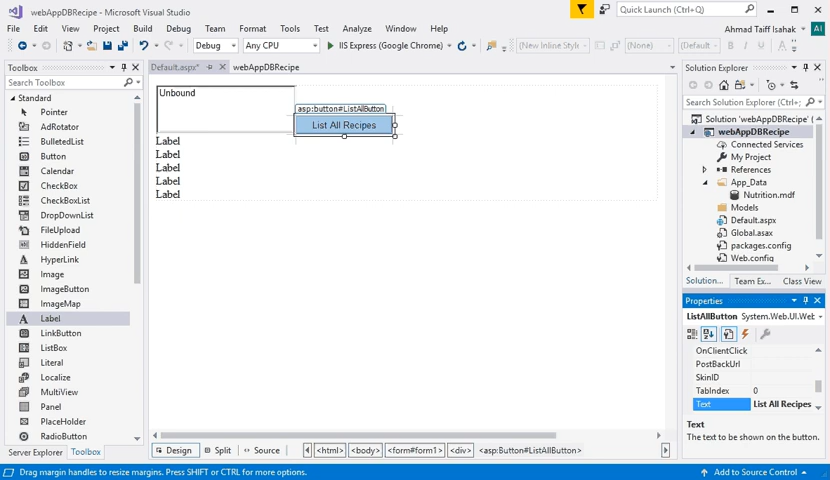 webAppDBRecipe - Microsoft Visual Studio
Quick Launch (Ctrl+Q)
File Edit View Project Build Debug Team Format Table Tools Test Analyze Window Help
Ahmad Taiff Isahak
AI
Debug Any CPU IIS Express (Google Chrome) (New Inline Style) (None) (Default B I U A
Toolbox
Search Toolbox
Standard
Pointer
AdRotator
BulletedList
Button
Calendar
CheckBox
CheckBoxList
DropDownList
FileUpload
HiddenField
HyperLink
Image
ImageButton
ImageMap
Label
LinkButton
ListBox
Literal
Localize
MultiView
Panel
PlaceHolder
RadioButton
Server Explorer Toolbox
Default.aspx* webAppDBRecipe
Unbound
asp:button#ListAllButton
List All Recipes
Label
Label
Label
Label
Label
Design Split Source <html> <body> <form#form1> <div> <asp:Button#ListAllButton>
Solution Explorer
Search Solution Explorer (Ctrl+;
Solution 'webAppDBRecipe' (
webAppDBRecipe
Connected Services
My Project
References
App_Data
Nutrition.mdf
Models
Default.aspx
Global.asax
packages.config
Web.config
Solution... Team Ex... Class View
Properties
ListAllButton System.Web.UI.Web
OnClientClick
PostBackUrl
SkinID
TabIndex 0
Text List All Recipes
Text
The text to be shown on the button.
Drag margin handles to resize margins. Press SHIFT or CTRL for more options.
Add to Source Control